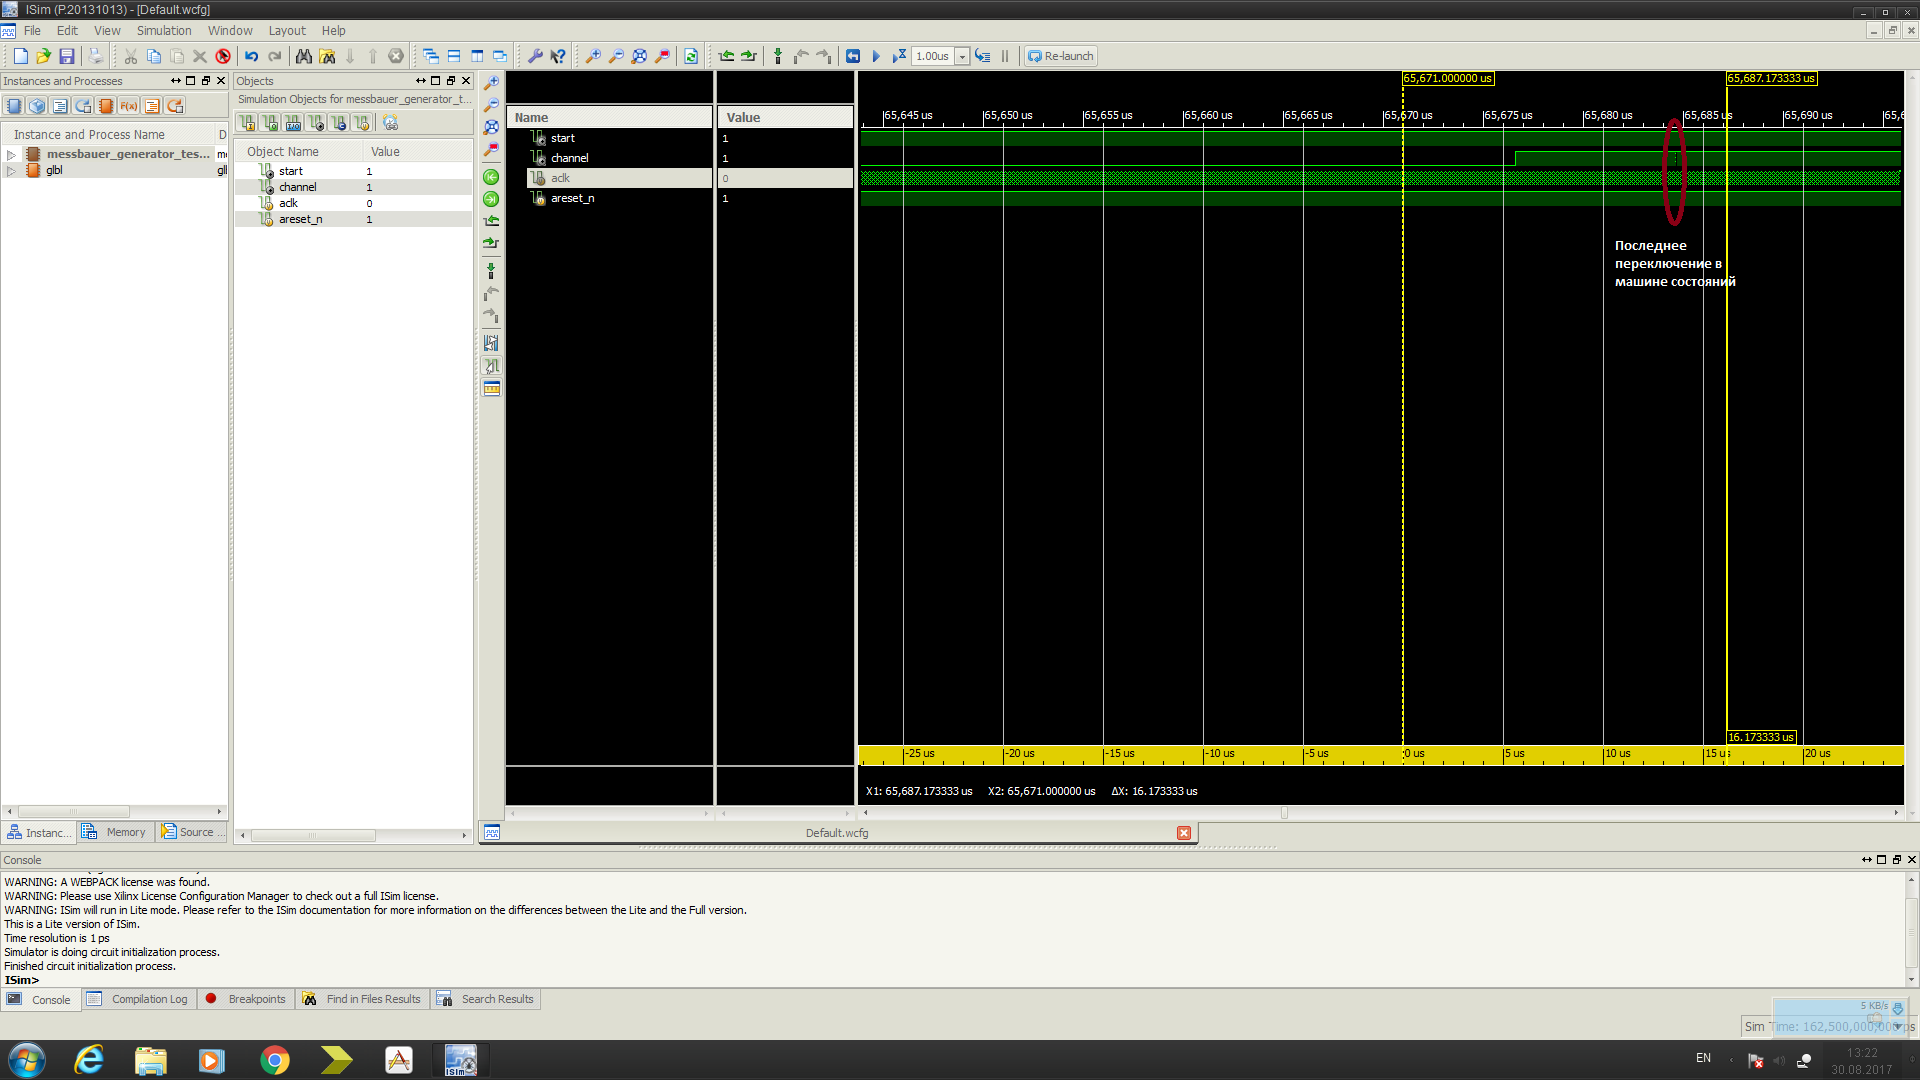 ISim (P.20131013) - [Default.wcfg]
File Edit View Simulation Window Layout Help
1.00us
Re-launch
Instances and Processes
Objects
Simulation Objects for messbauer_generator_t...
Instance and Process Name
D
messbauer_generator_tes...
glbl
Object Name Value
start 1
channel 1
aclk 0
areset_n 1
Name Value
start 1
channel 1
aclk 0
areset_n 1
65,671.000000 us
65,687.173333 us
65,645 us 65,650 us 65,655 us 65,660 us 65,665 us 65,670 us 65,675 us 65,680 us 65,685 us 65,690 us
Последнее
переключение в
машине состояний
16.173333 us
-25 us -20 us -15 us -10 us -5 us 0 us 5 us 10 us 15 us 20 us
X1: 65,687.173333 us X2: 65,671.000000 us ΔX: 16.173333 us
Instanc... Memory Source ...
Default.wcfg
Console
WARNING: A WEBPACK license was found.
WARNING: Please use Xilinx License Configuration Manager to check out a full ISim license.
WARNING: ISim will run in Lite mode. Please refer to the ISim documentation for more information on the differences between the Lite and the Full version.
This is a Lite version of ISim.
Time resolution is 1 ps
Simulator is doing circuit initialization process.
Finished circuit initialization process.
ISim>
Console Compilation Log Breakpoints Find in Files Results Search Results
5 KB/s
Sim Time: 162,500,000,000 ps
EN
13:22
30.08.2017